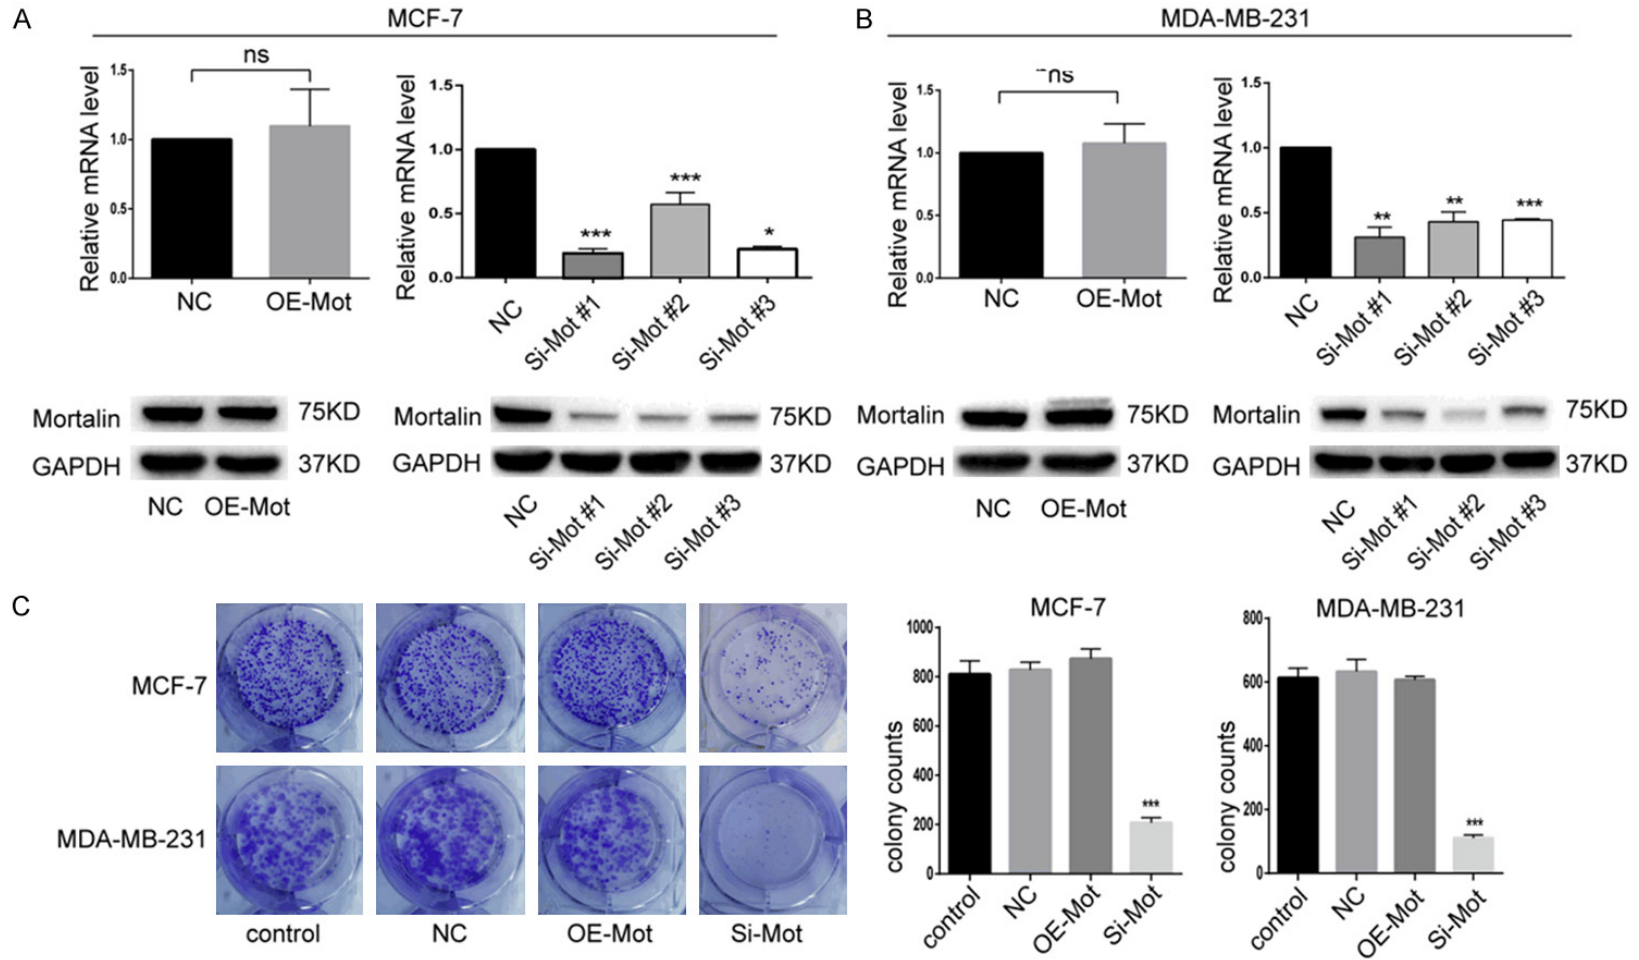 A
MCF-7
ns
Relative mRNA level
1.5
1.0
0.5
0.0
NC
OE-Mot
Relative mRNA level
1.5
1.0
0.5
0.0
***
***
*
NC
Si-Mot #1
Si-Mot #2
Si-Mot #3
Mortalin
75KD
GAPDH
37KD
NC OE-Mot
Mortalin
75KD
GAPDH
37KD
NC
Si-Mot #1
Si-Mot #2
Si-Mot #3
B
MDA-MB-231
ns
Relative mRNA level
1.5
1.0
0.5
0.0
NC
OE-Mot
Relative mRNA level
1.5
1.0
0.5
0.0
**
**
***
NC
Si-Mot #1
Si-Mot #2
Si-Mot #3
Mortalin
75KD
GAPDH
37KD
NC OE-Mot
Mortalin
75KD
GAPDH
37KD
NC
Si-Mot #1
Si-Mot #2
Si-Mot #3
C
MCF-7
MDA-MB-231
control
NC
OE-Mot
Si-Mot
MCF-7
colony counts
1000
800
600
400
200
0
***
control
NC
OE-Mot
Si-Mot
MDA-MB-231
colony counts
800
600
400
200
0
***
control
NC
OE-Mot
Si-Mot